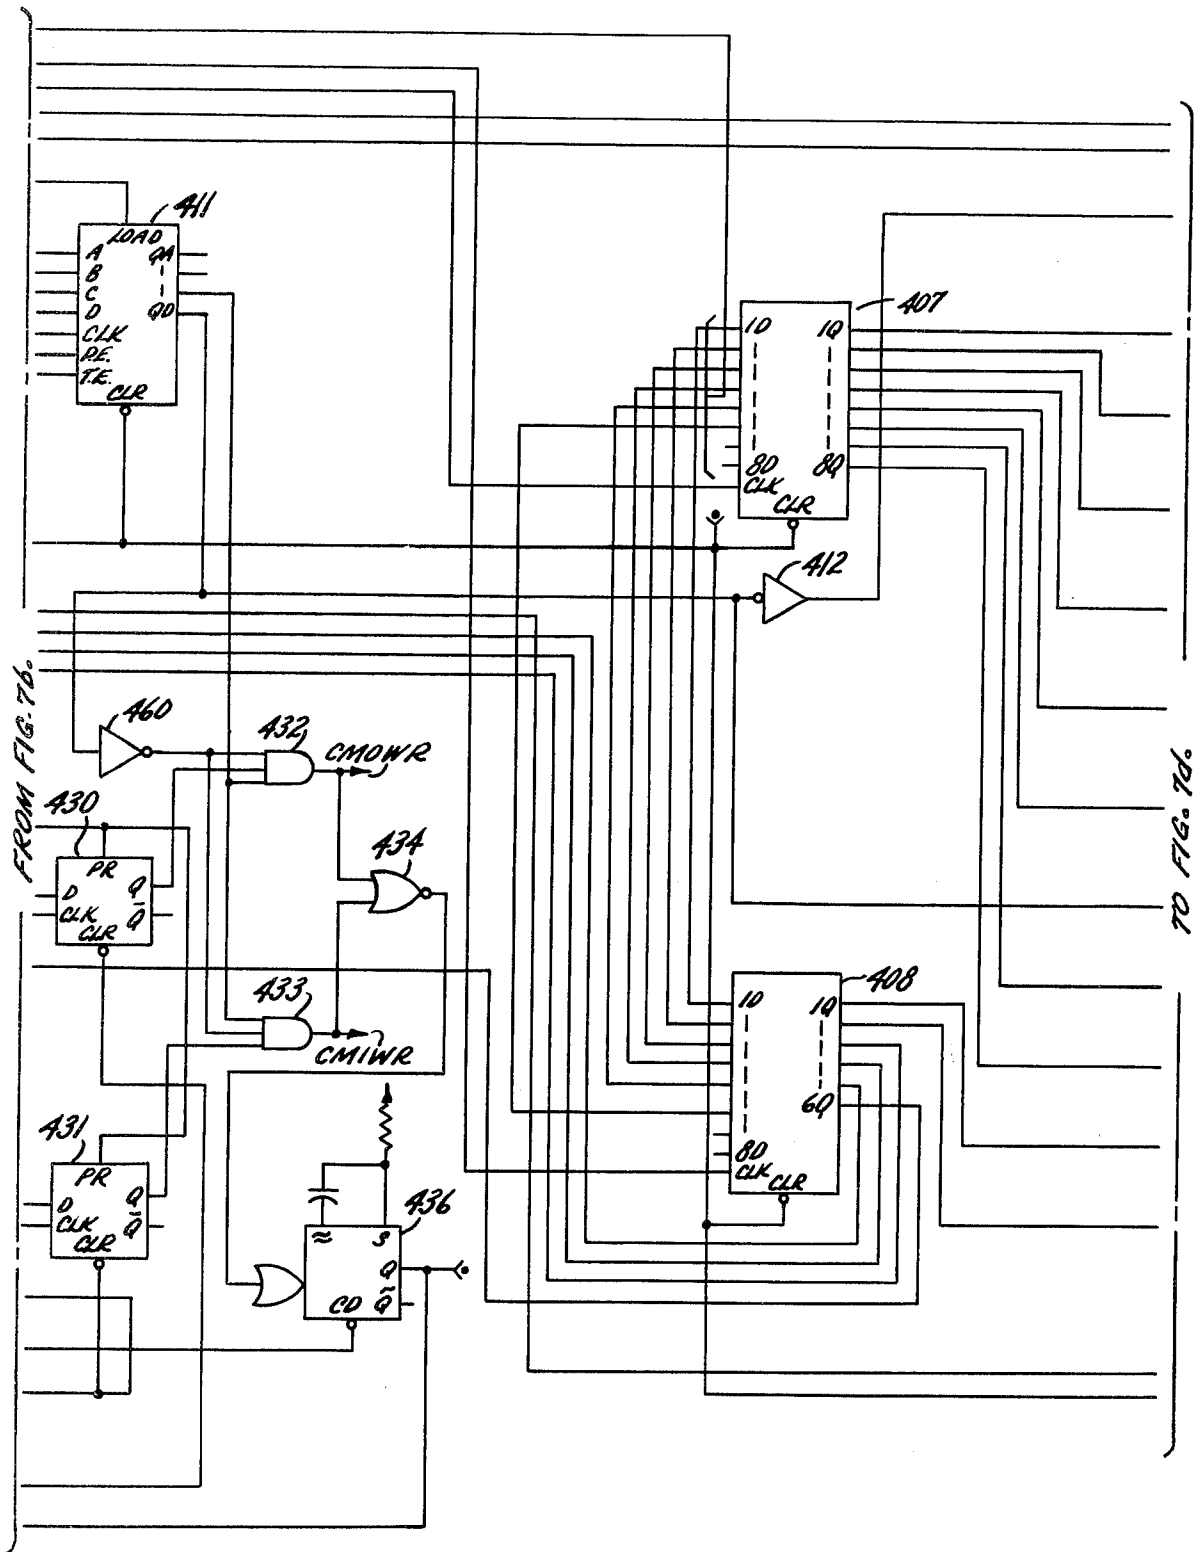 411
LOAD
A QA
B
C
D QD
CLK
P.E.
T.E.
CLR
407
1D 1Q
8D 8Q
CLK
CLR
412
FROM FIG. 7b.
460
432
CMOWR
430
PR
D Q
CLK Q̅
CLR
434
433
CM1WR
TO FIG. 7d.
408
1D 1Q
6Q
8D
CLK
CLR
431
PR
D Q
CLK Q̅
CLR
436
≈ S
Q
CD Q̅